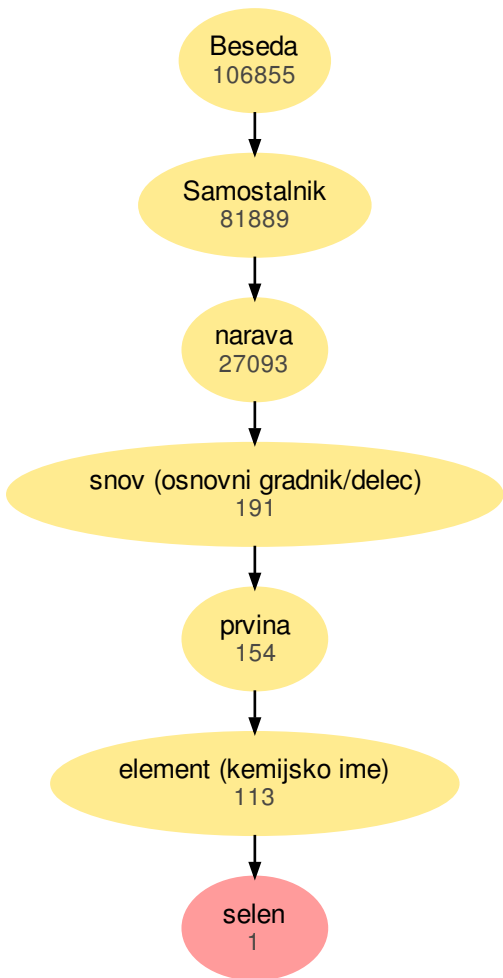 Beseda
106855
Samostalnik
81889
narava
27093
snov (osnovni gradnik/delec)
191
prvina
154
element (kemijsko ime)
113
selen
1